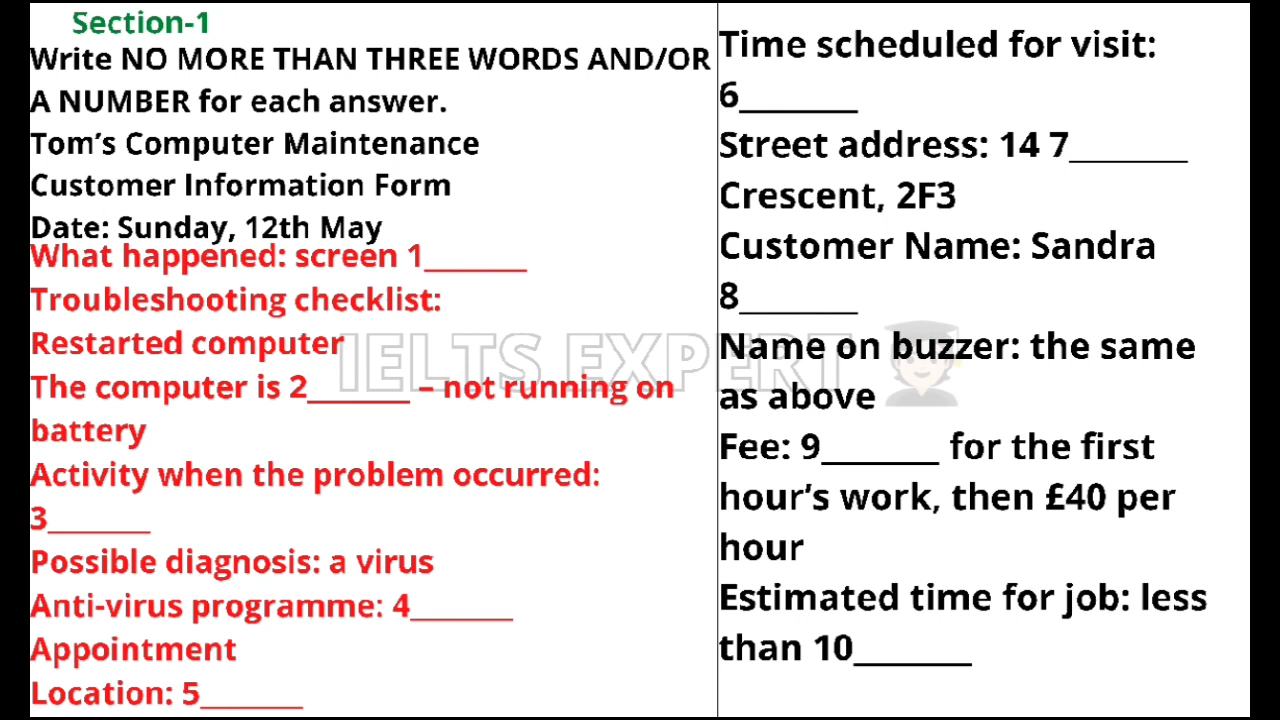 Section-1
Write NO MORE THAN THREE WORDS AND/OR
A NUMBER for each answer.
Tom’s Computer Maintenance
Customer Information Form
Date: Sunday, 12th May
What happened: screen 1_______
Troubleshooting checklist:
Restarted computer
The computer is 2_______ – not running on
battery
Activity when the problem occurred:
3_______
Possible diagnosis: a virus
Anti-virus programme: 4_______
Appointment
Location: 5_______
Time scheduled for visit:
6_______
Street address: 14 7_______
Crescent, 2F3
Customer Name: Sandra
8_______
Name on buzzer: the same
as above
Fee: 9_______ for the first
hour’s work, then £40 per
hour
Estimated time for job: less
than 10_______
IELTS EXPERT